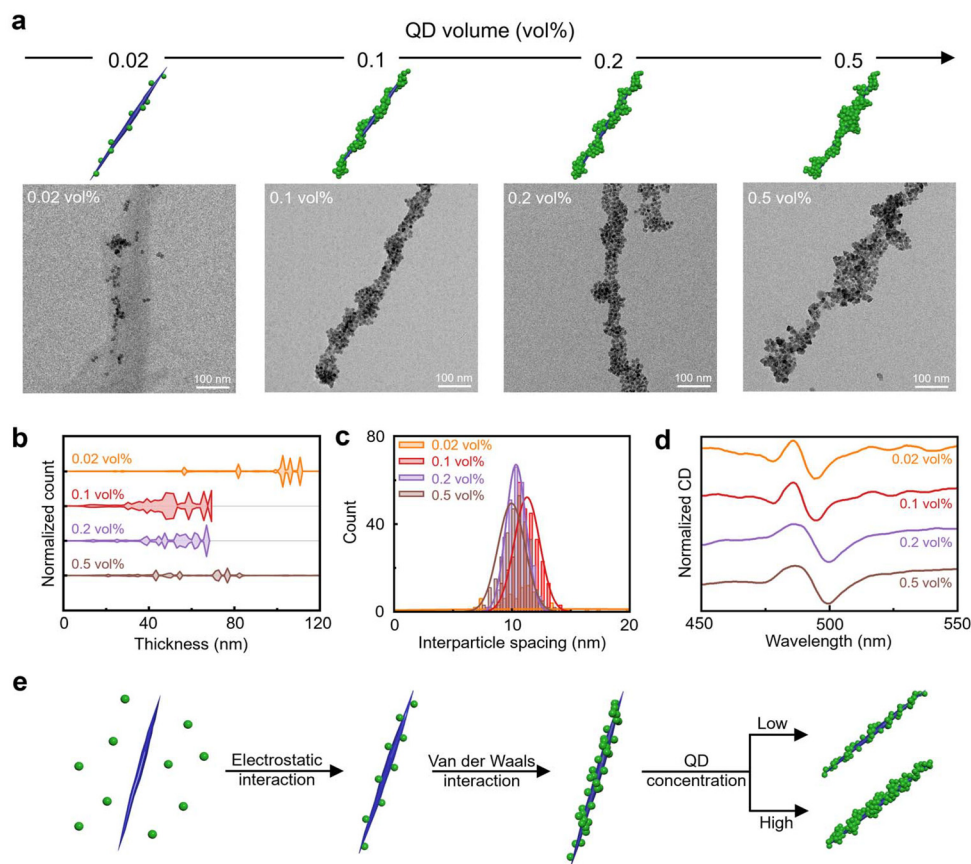 a
QD volume (vol%)
0.02
0.1
0.2
0.5
0.02 vol%
0.1 vol%
0.2 vol%
0.5 vol%
100 nm
100 nm
100 nm
100 nm
b
Normalized count
0.02 vol%
0.1 vol%
0.2 vol%
0.5 vol%
0
40
80
120
Thickness (nm)
c
Count
80
40
0
0.02 vol%
0.1 vol%
0.2 vol%
0.5 vol%
0
10
20
Interparticle spacing (nm)
d
Normalized CD
0.02 vol%
0.1 vol%
0.2 vol%
0.5 vol%
450
500
550
Wavelength (nm)
e
Electrostatic
interaction
Van der Waals
interaction
QD
concentration
Low
High